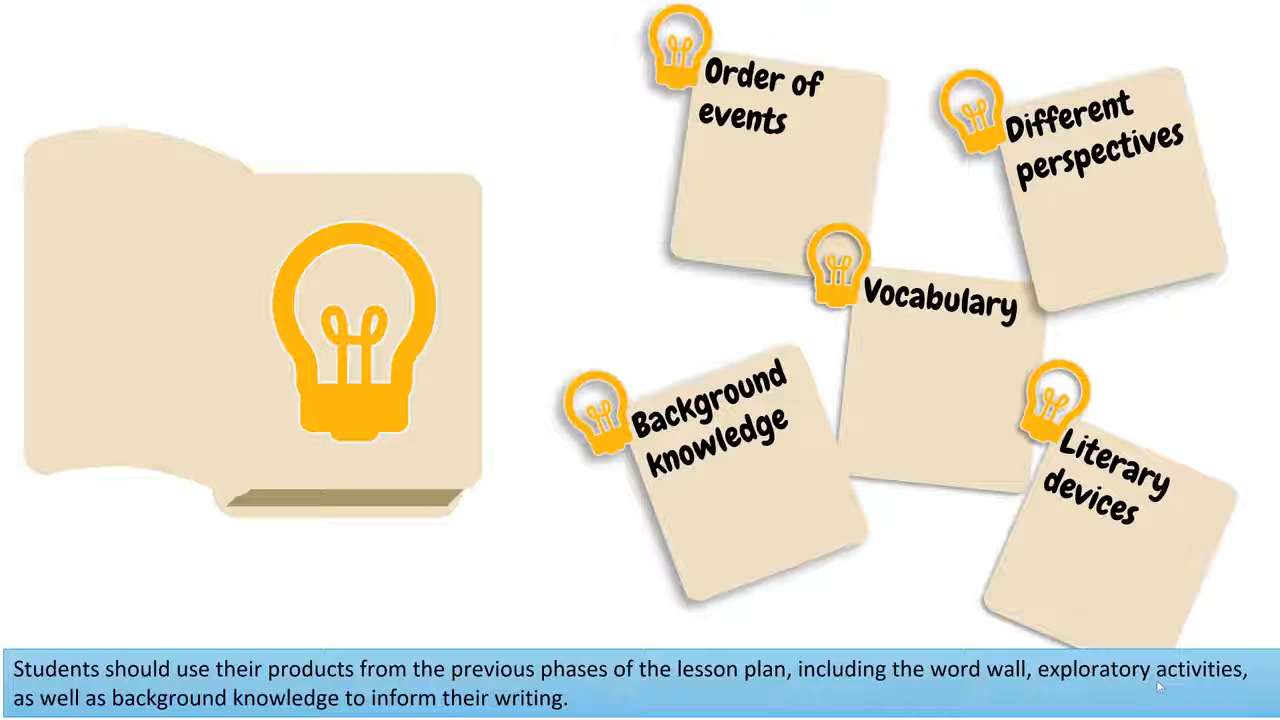 Order of
events
Different
perspectives
Vocabulary
Background
knowledge
Literary
devices
Students should use their products from the previous phases of the lesson plan, including the word wall, exploratory activities,
as well as background knowledge to inform their writing.